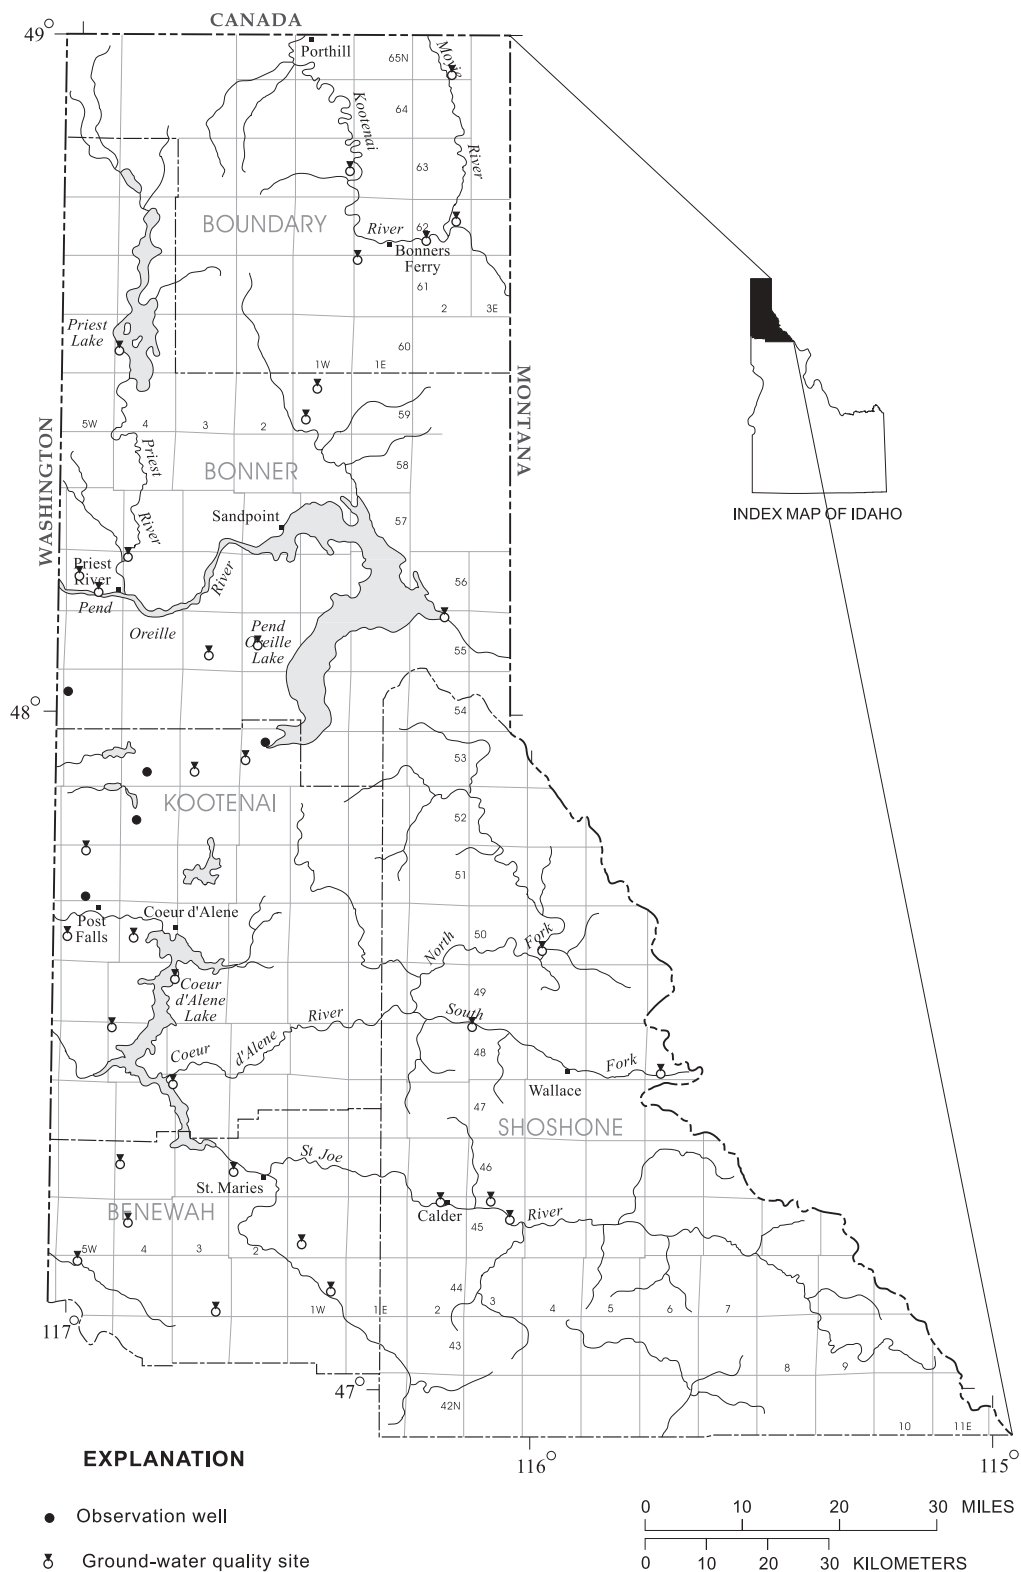 CANADA
49°
Porthill
Moyie
65N
64
Kootenai
River
63
BOUNDARY
62
River
Bonners
Ferry
61
2
3E
Priest
Lake
60
1W
1E
MONTANA
WASHINGTON
59
5W
4
3
2
Priest
58
BONNER
River
Sandpoint
57
INDEX MAP OF IDAHO
Priest
River
River
56
Pend
Oreille
Pend
Oreille
Lake
55
48°
54
53
KOOTENAI
52
51
Coeur d'Alene
Post
Falls
50
North
Fork
Coeur
d'Alene
Lake
49
River
South
Coeur
d'Alene
48
Fork
Wallace
47
SHOSHONE
St Joe
46
St. Maries
BENEWAH
Calder
River
45
5W
4
3
2
44
1W
1E
2
3
4
5
6
7
117°
43
8
9
47°
42N
10
11E
116°
115°
EXPLANATION
Observation well
Ground-water quality site
0 10 20 30 MILES
0 10 20 30 KILOMETERS